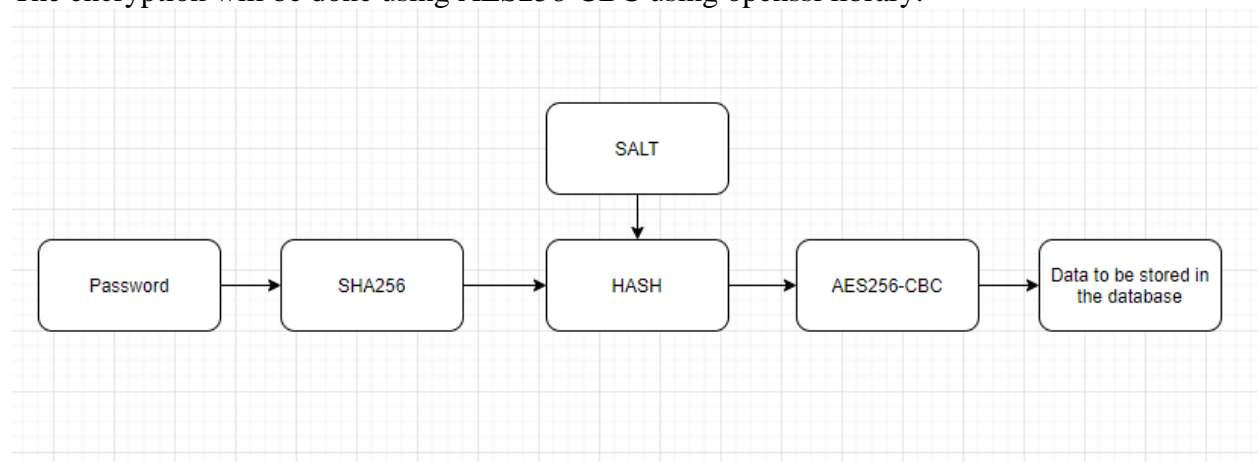 The encryption will be done using AES256-CBC using openssl library.
SALT
Password
SHA256
HASH
AES256-CBC
Data to be stored in
the database